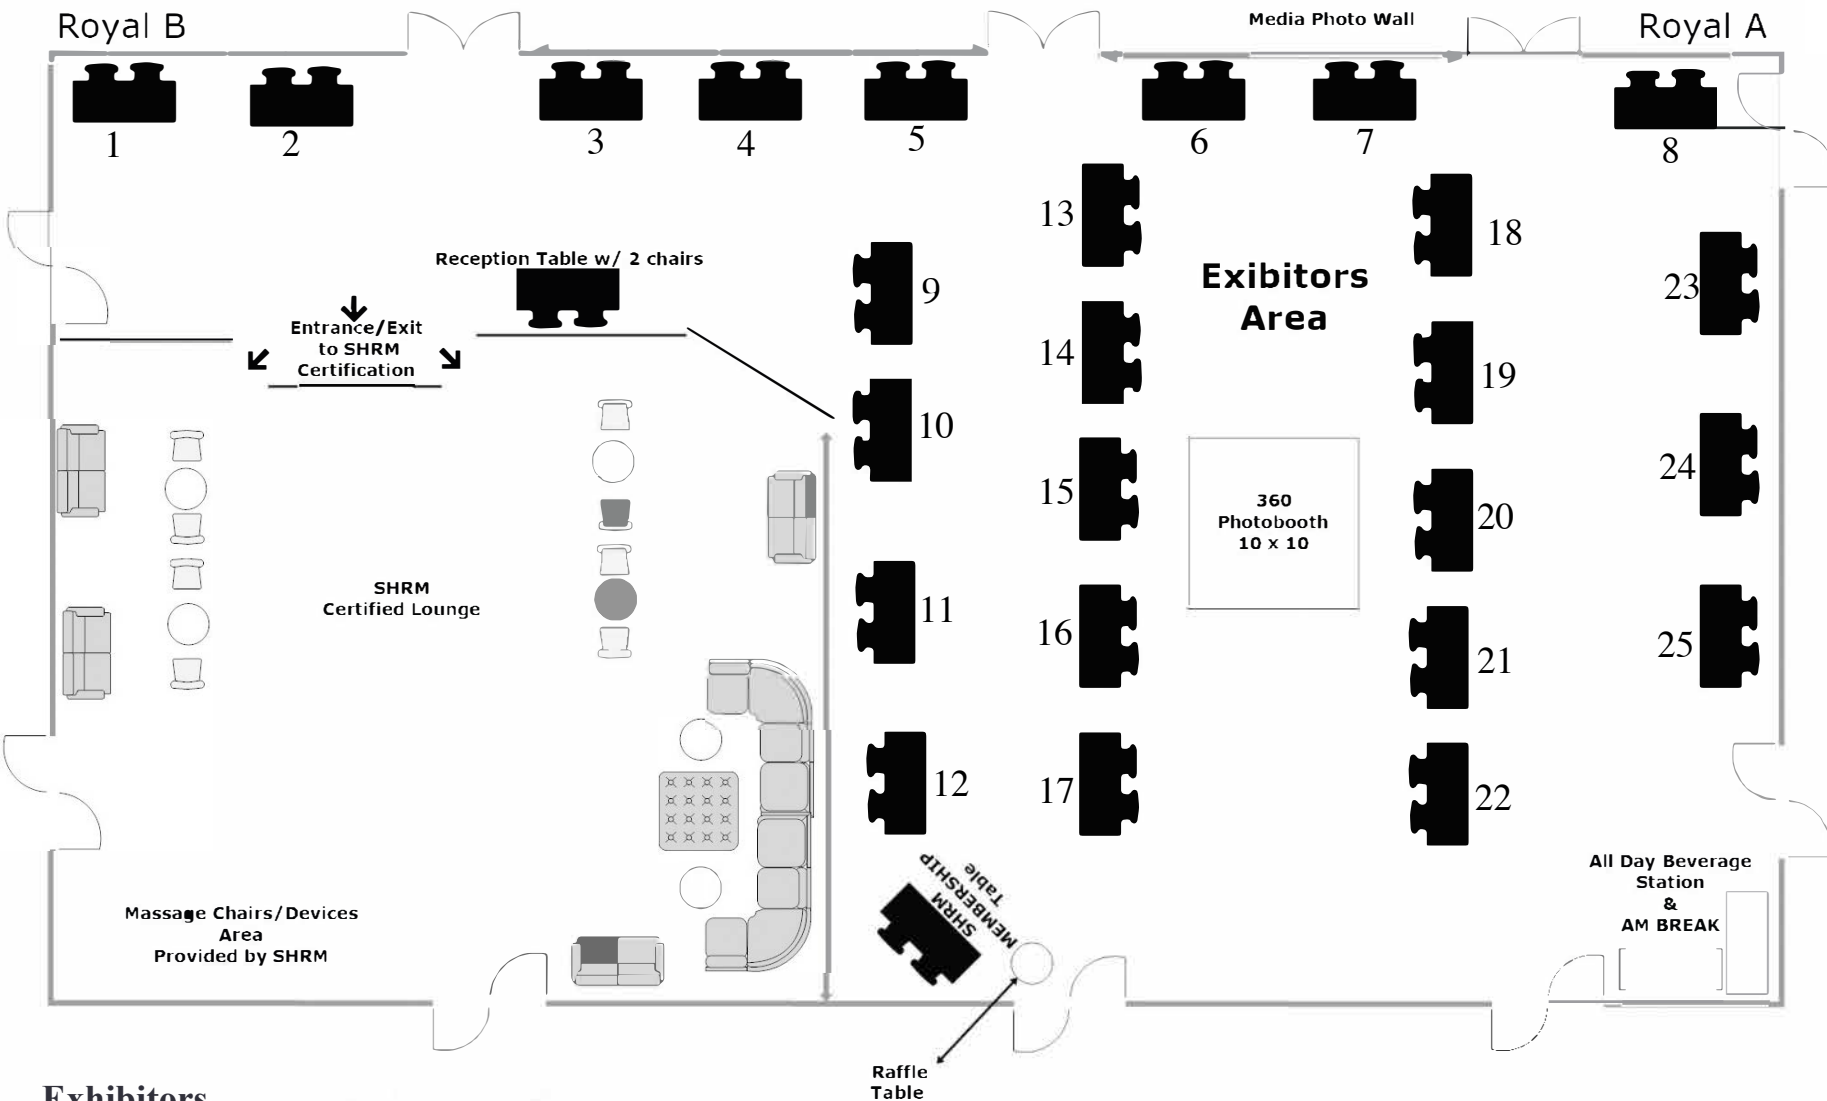 Royal B
Media Photo Wall
Royal A
1
2
3
4
5
6
7
8
13
18
Reception Table w/ 2 chairs
9
Exibitors
Area
23
Entrance/Exit
to SHRM
Certification
14
19
10
24
15
360
Photobooth
10 x 10
20
SHRM
Certified Lounge
11
16
21
25
12
17
22
SHRM
MEMBERSHIP
Table
All Day Beverage
Station
&
AM BREAK
Massage Chairs/Devices
Area
Provided by SHRM
Raffle
Table
Exhibitors